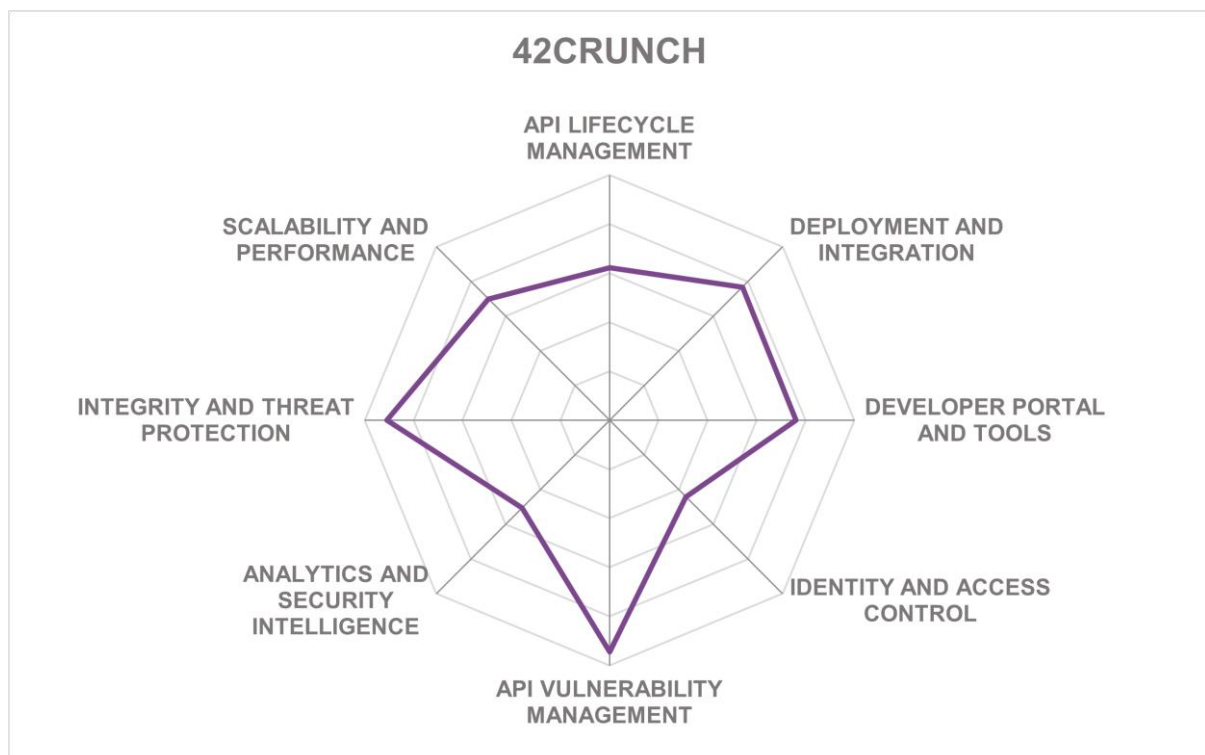 42CRUNCH
API LIFECYCLE
MANAGEMENT
DEPLOYMENT AND
INTEGRATION
DEVELOPER PORTAL
AND TOOLS
IDENTITY AND ACCESS
CONTROL
API VULNERABILITY
MANAGEMENT
ANALYTICS AND
SECURITY
INTELLIGENCE
INTEGRITY AND THREAT
PROTECTION
SCALABILITY AND
PERFORMANCE